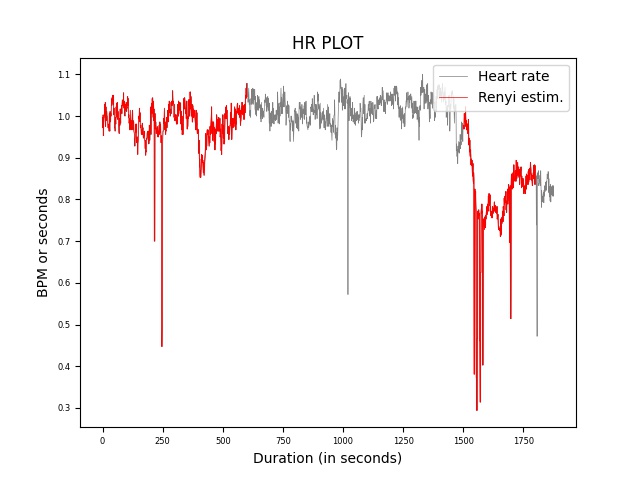 HR PLOT
Heart rate
Renyi estim.
BPM or seconds
1.1
1.0
0.9
0.8
0.7
0.6
0.5
0.4
0.3
0 250 500 750 1000 1250 1500 1750
Duration (in seconds)